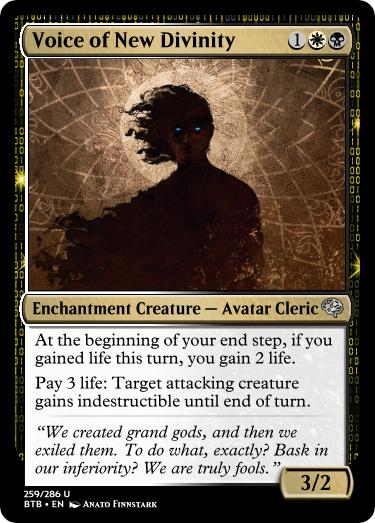 Voice of New Divinity 1
Enchantment Creature — Avatar Cleric
At the beginning of your end step, if you
gained life this turn, you gain 2 life.
Pay 3 life: Target attacking creature
gains indestructible until end of turn.
“We created grand gods, and then we
exiled them. To do what, exactly? Bask in
our inferiority? We are truly fools.”
3/2
259/286 U
BTB • EN Anato Finnstark